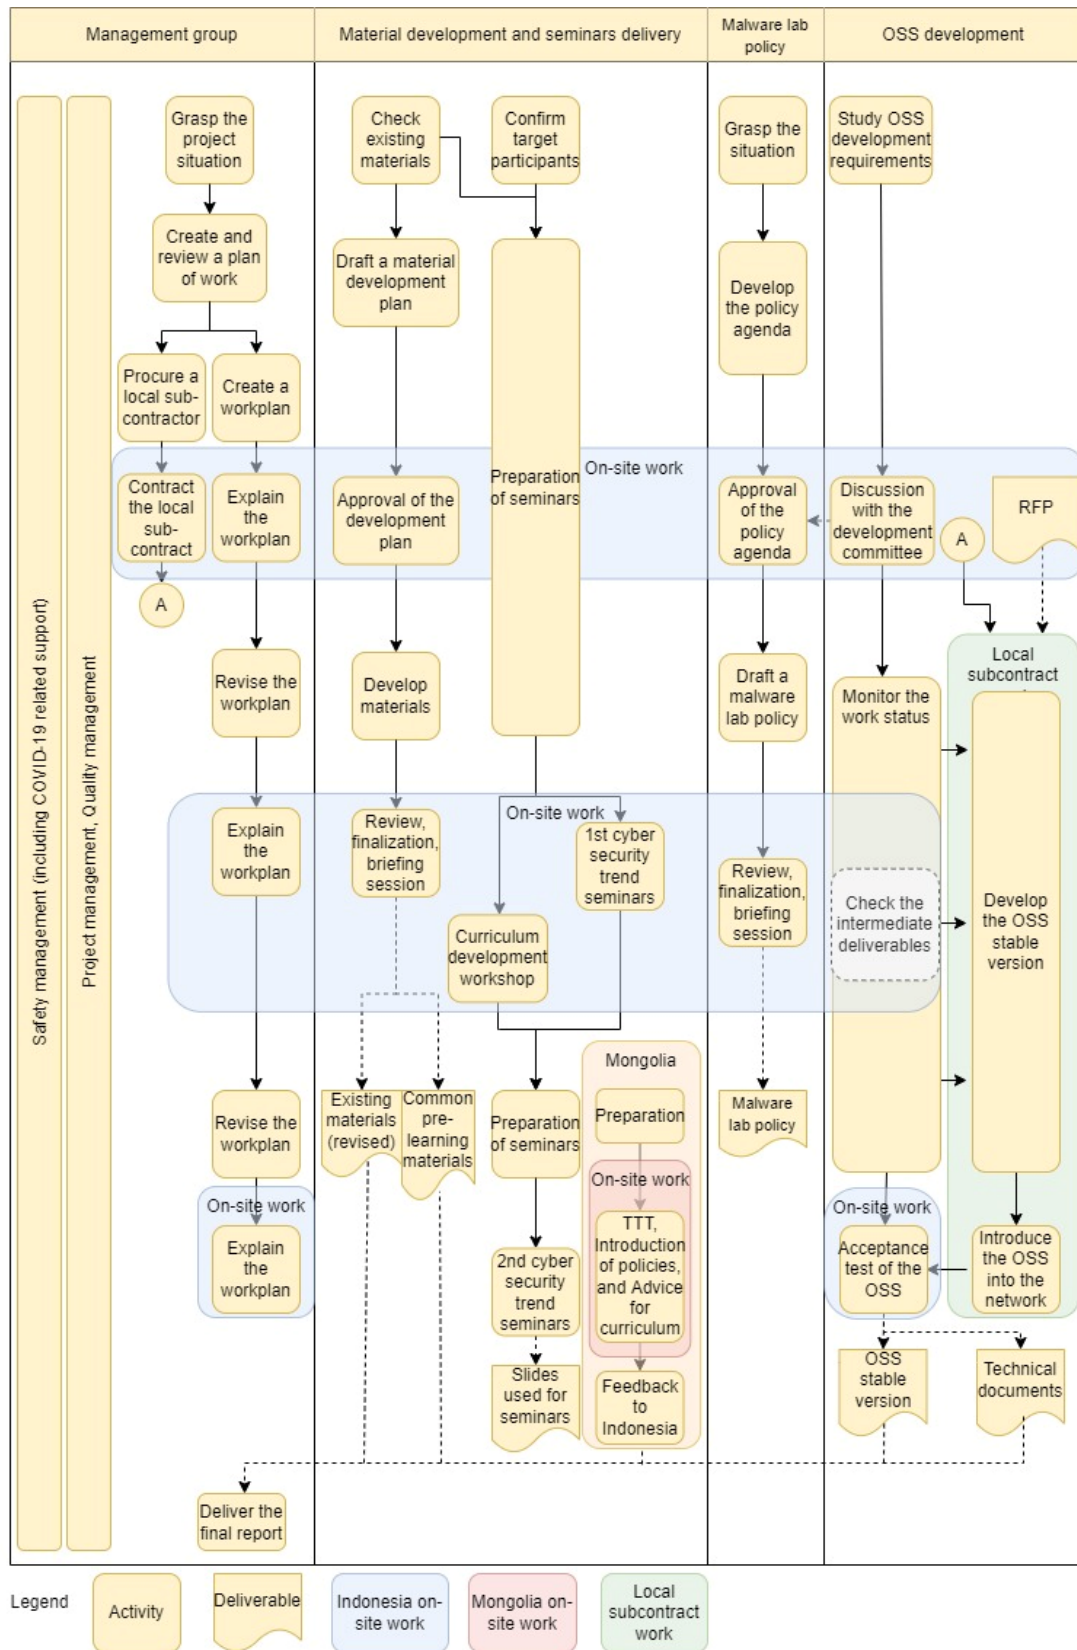 Management group
Material development and seminars delivery
Malware lab
policy
OSS development
Safety management (including COVID-19 related support)
Project management, Quality management
Grasp the
project
situation
Create and
review a plan
of work
Procure a
local sub-
contractor
Create a
workplan
Contract
the local
sub-
contract
Explain
the
workplan
A
Revise the
workplan
Explain
the
workplan
Revise the
workplan
On-site work
Explain
the
workplan
Deliver the
final report
Check
existing
materials
Confirm
target
participants
Draft a material
development
plan
Preparation
of seminars
Approval of the
development
plan
Develop
materials
Review,
finalization,
briefing
session
On-site work
1st cyber
security
trend
seminars
Curriculum
development
workshop
Existing
materials
(revised)
Common
pre-
learning
materials
Preparation
of seminars
2nd cyber
security
trend
seminars
Slides
used for
seminars
Mongolia
Preparation
On-site work
TTT,
Introduction
of policies,
and Advice
for
curriculum
Feedback
to
Indonesia
Grasp the
situation
Develop
the policy
agenda
On-site work
Approval
of the
policy
agenda
Draft a
malware
lab policy
Review,
finalization,
briefing
session
Malware
lab policy
Study OSS
development
requirements
Discussion
with the
development
committee
A
RFP
Local
subcontract
Monitor the
work status
Check the
intermediate
deliverables
Develop
the OSS
stable
version
On-site work
Acceptance
test of the
OSS
Introduce
the OSS
into the
network
OSS
stable
version
Technical
documents
Legend
Activity
Deliverable
Indonesia on-
site work
Mongolia on-
site work
Local
subcontract
work